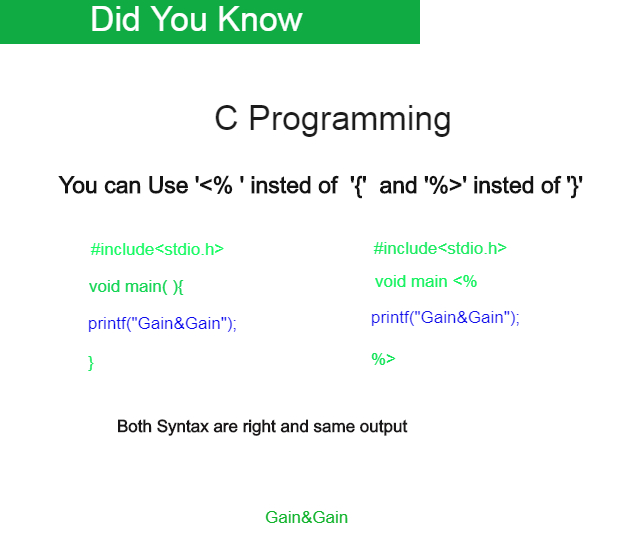 Did You Know
C Programming
You can Use '<% ' insted of '{' and '%>' insted of '}'
#include<stdio.h>
void main( ){
printf("Gain&Gain");
}
#include<stdio.h>
void main <%
printf("Gain&Gain");
%>
Both Syntax are right and same output
Gain&Gain